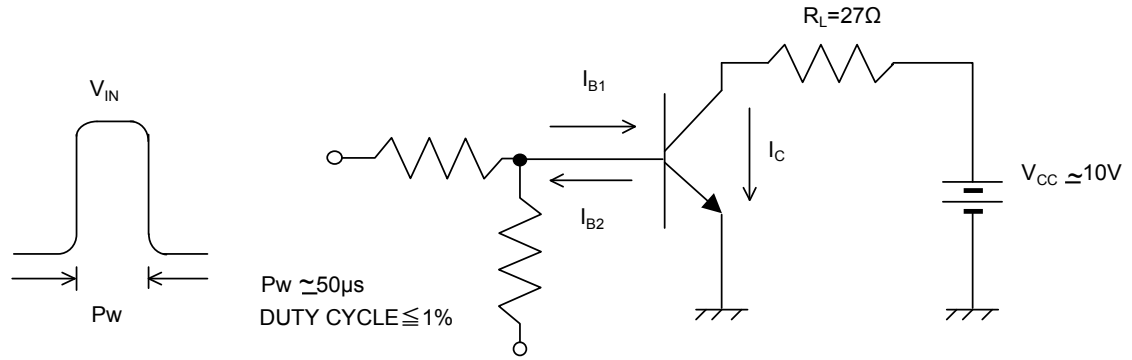 R_L=27Ω
V_IN
I_B1
I_C
V_CC ≃10V
I_B2
Pw ≃50μs
DUTY CYCLE≦1%
Pw